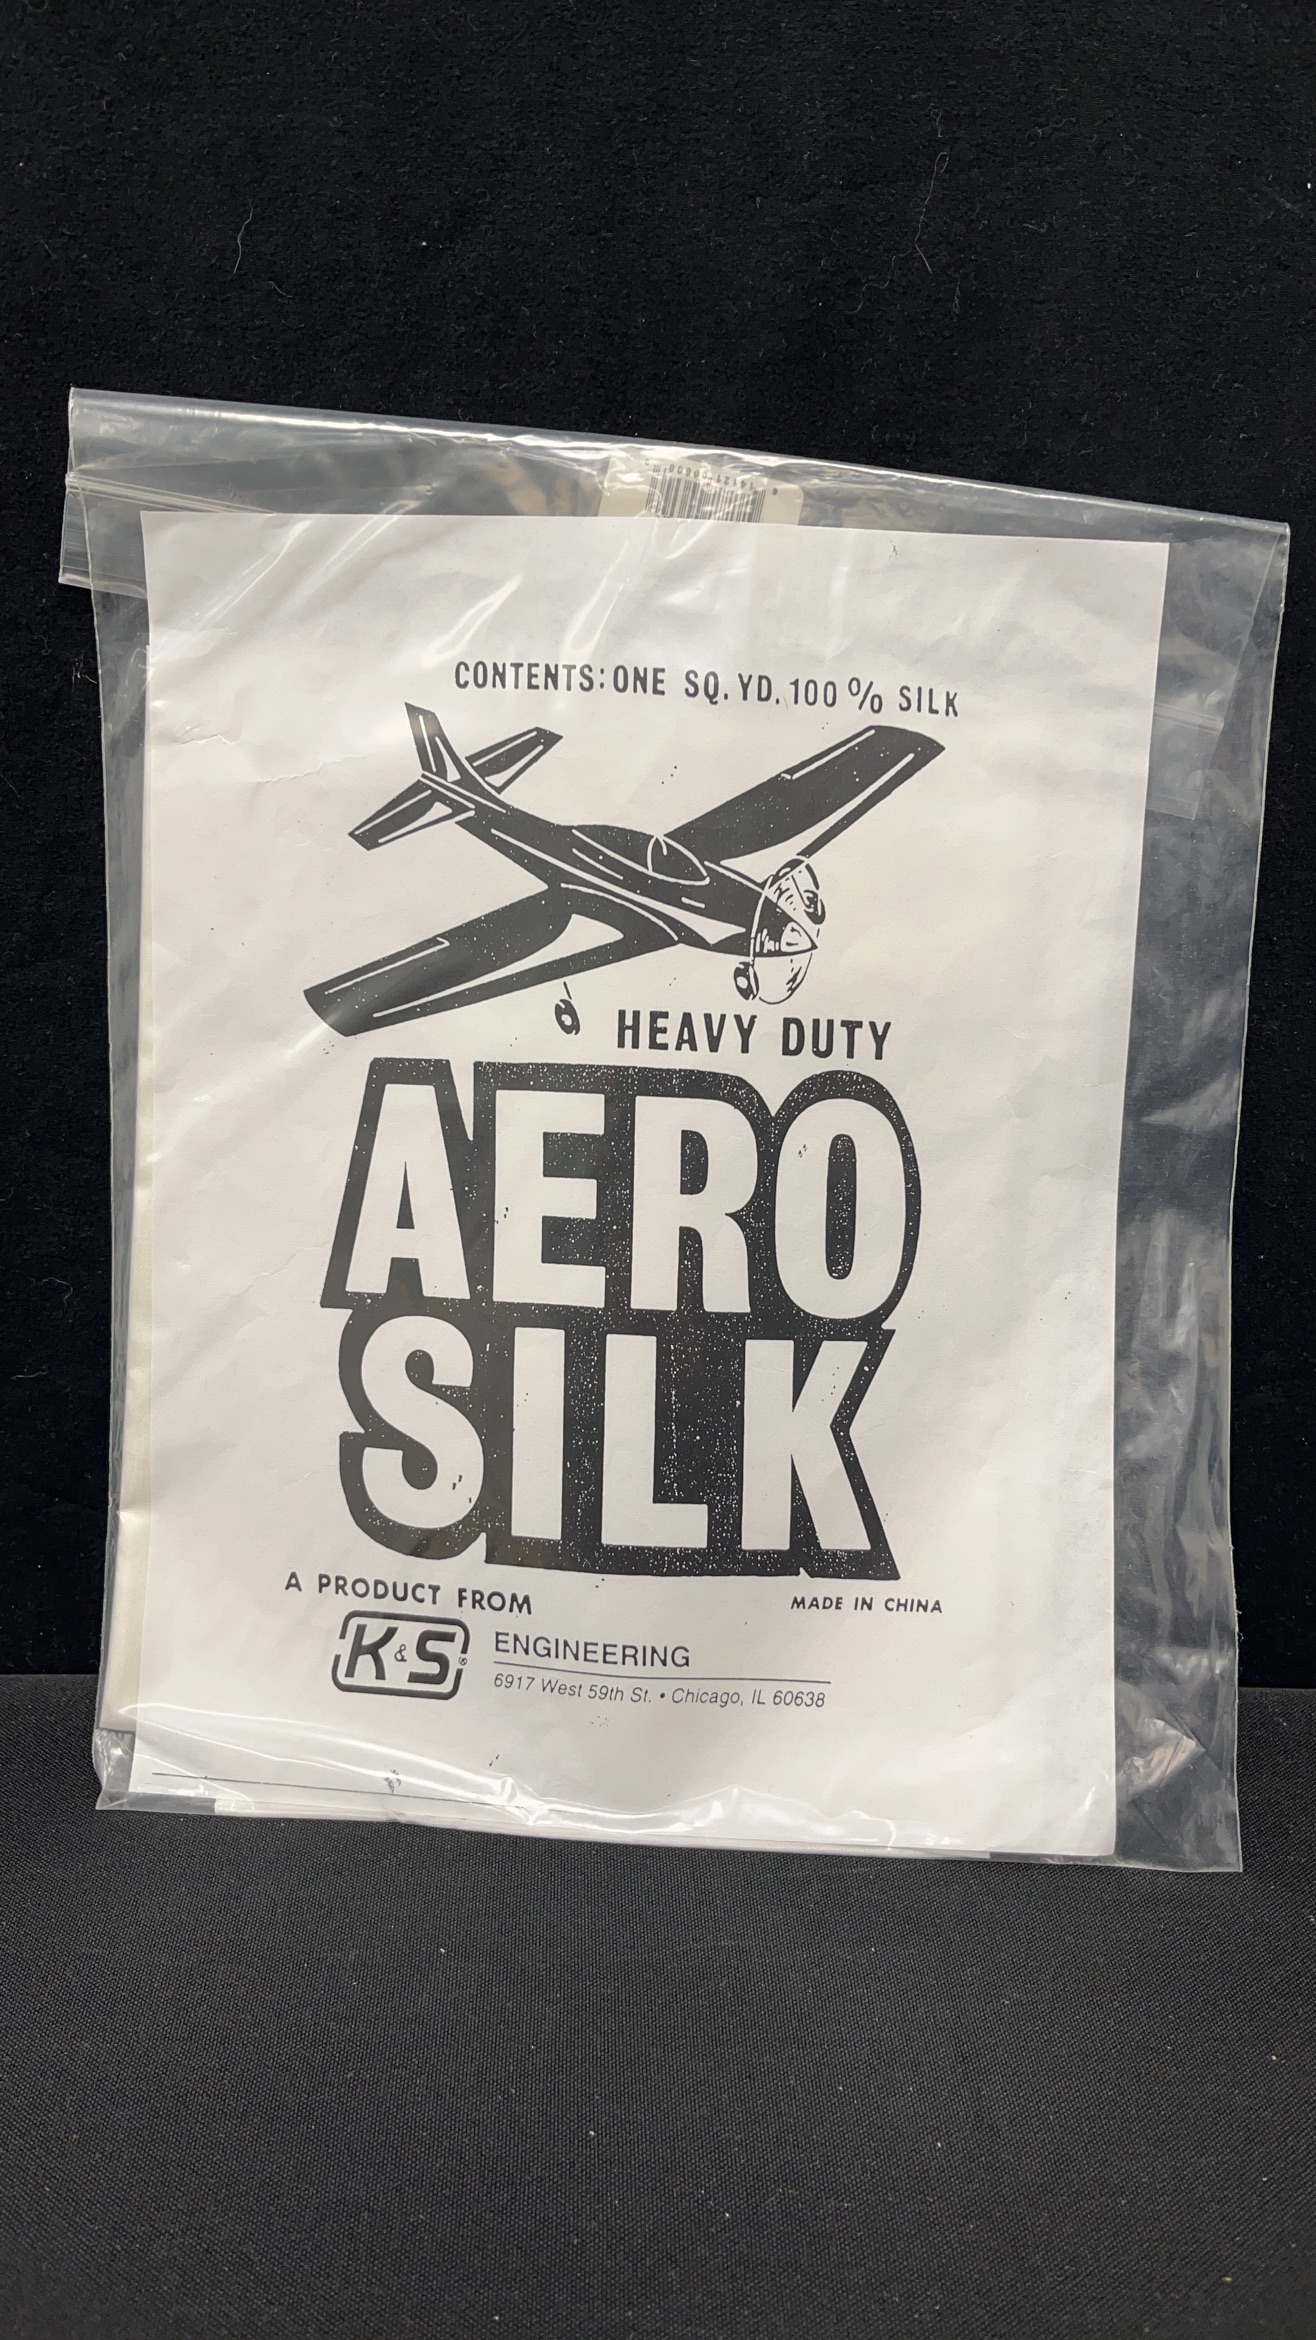 CONTENTS: ONE SQ. YD. 100 % SILK
HEAVY DUTY
AERO
SILK
A PRODUCT FROM
MADE IN CHINA
K&S®
ENGINEERING
6917 West 59th St. • Chicago, IL 60638